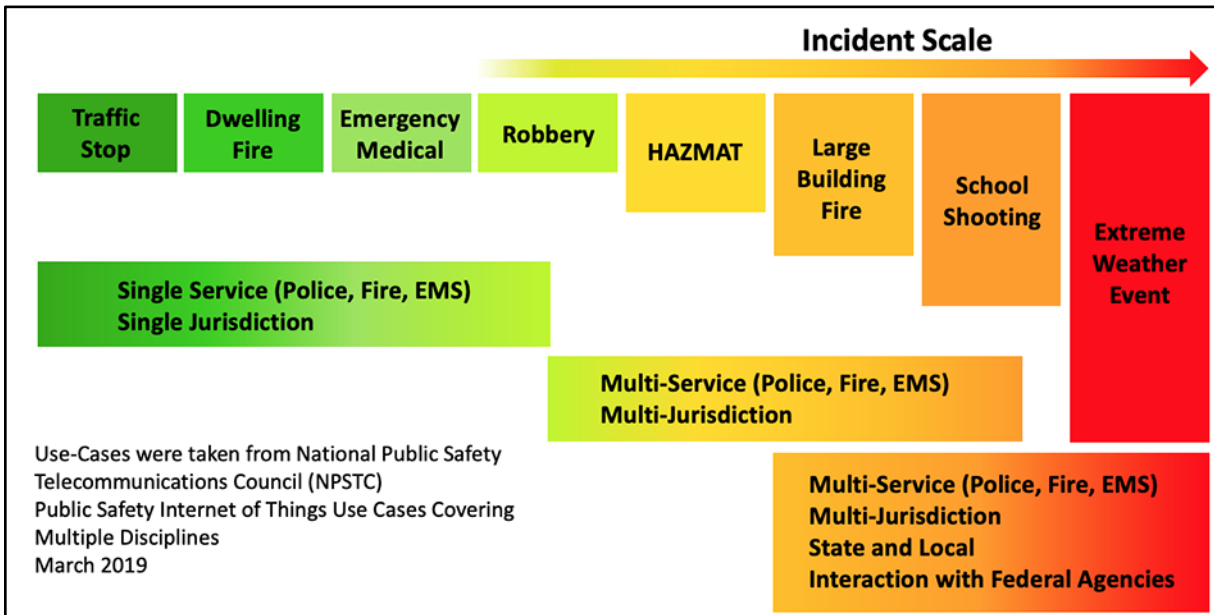 Incident Scale
Traffic
Stop
Dwelling
Fire
Emergency
Medical
Robbery
HAZMAT
Large
Building
Fire
School
Shooting
Extreme
Weather
Event
Single Service (Police, Fire, EMS)
Single Jurisdiction
Multi-Service (Police, Fire, EMS)
Multi-Jurisdiction
Use-Cases were taken from National Public Safety
Telecommunications Council (NPSTC)
Public Safety Internet of Things Use Cases Covering
Multiple Disciplines
March 2019
Multi-Service (Police, Fire, EMS)
Multi-Jurisdiction
State and Local
Interaction with Federal Agencies